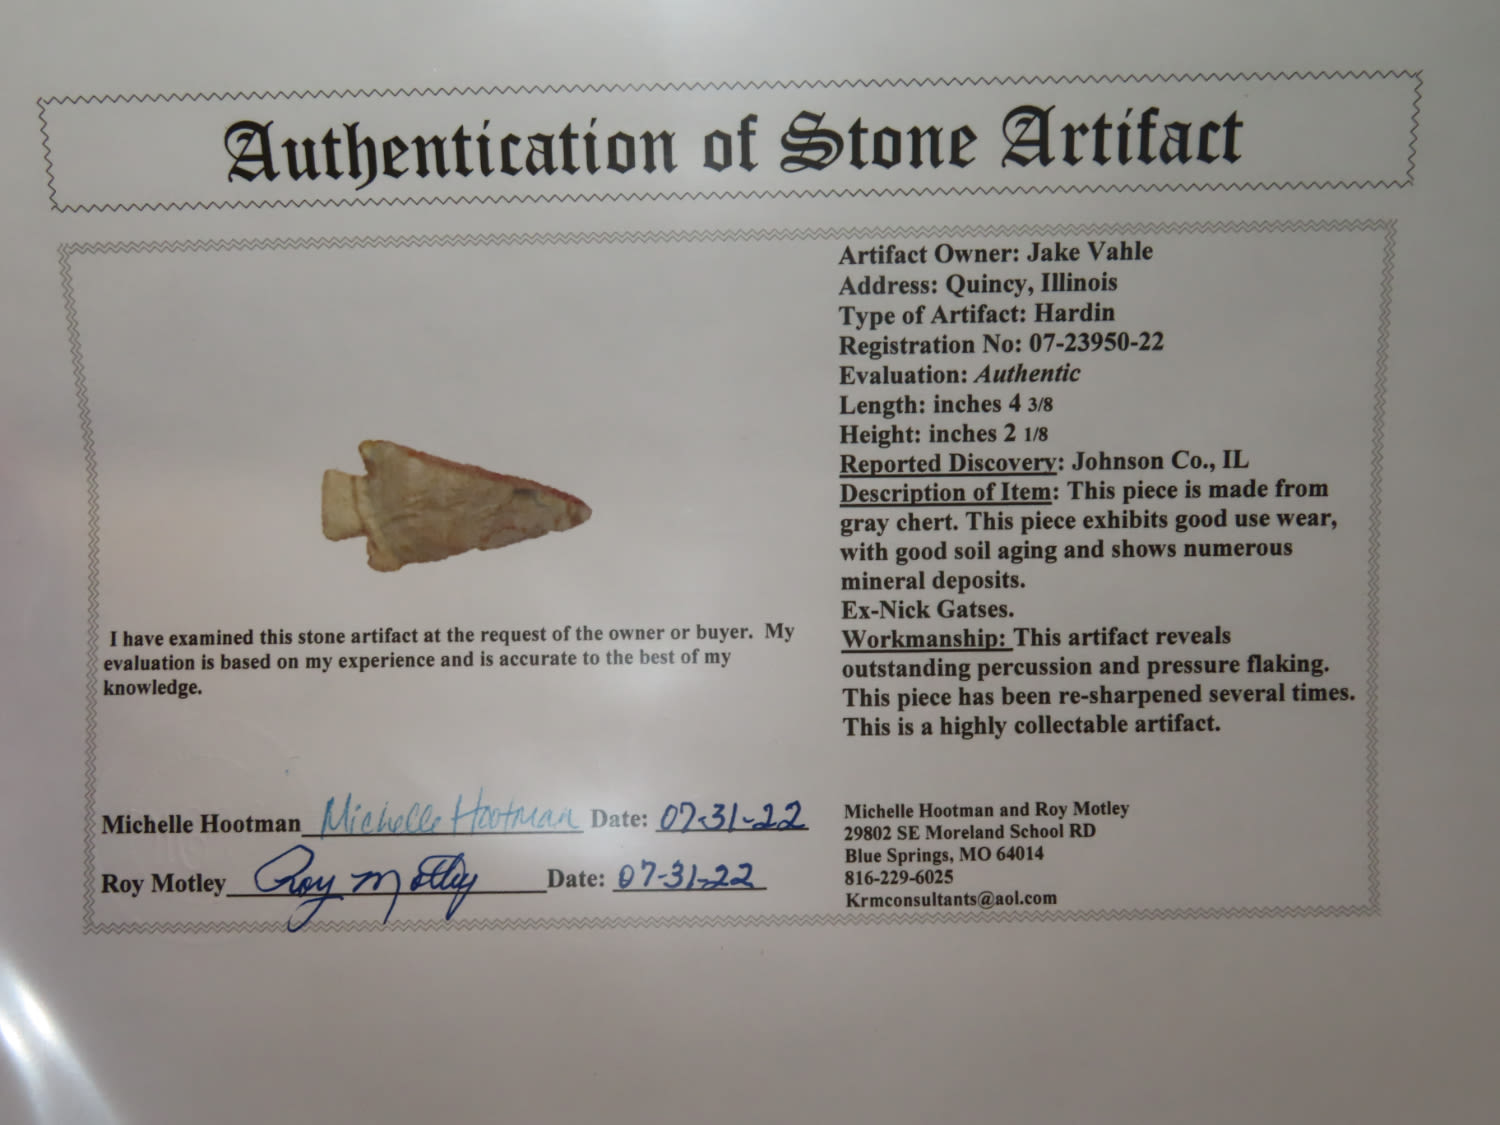 Authentication of Stone Artifact
Artifact Owner: Jake Vahle
Address: Quincy, Illinois
Type of Artifact: Hardin
Registration No: 07-23950-22
Evaluation: Authentic
Length: inches 4 3/8
Height: inches 2 1/8
Reported Discovery: Johnson Co., IL
Description of Item: This piece is made from
gray chert. This piece exhibits good use wear,
with good soil aging and shows numerous
mineral deposits.
Ex-Nick Gatses.
Workmanship: This artifact reveals
outstanding percussion and pressure flaking.
This piece has been re-sharpened several times.
This is a highly collectable artifact.
I have examined this stone artifact at the request of the owner or buyer. My
evaluation is based on my experience and is accurate to the best of my
knowledge.
Michelle Hootman Michelle Hootman Date: 07-31-22
Roy Motley Roy Motley Date: 07-31-22
Michelle Hootman and Roy Motley
29802 SE Moreland School RD
Blue Springs, MO 64014
816-229-6025
Krmconsultants@aol.com